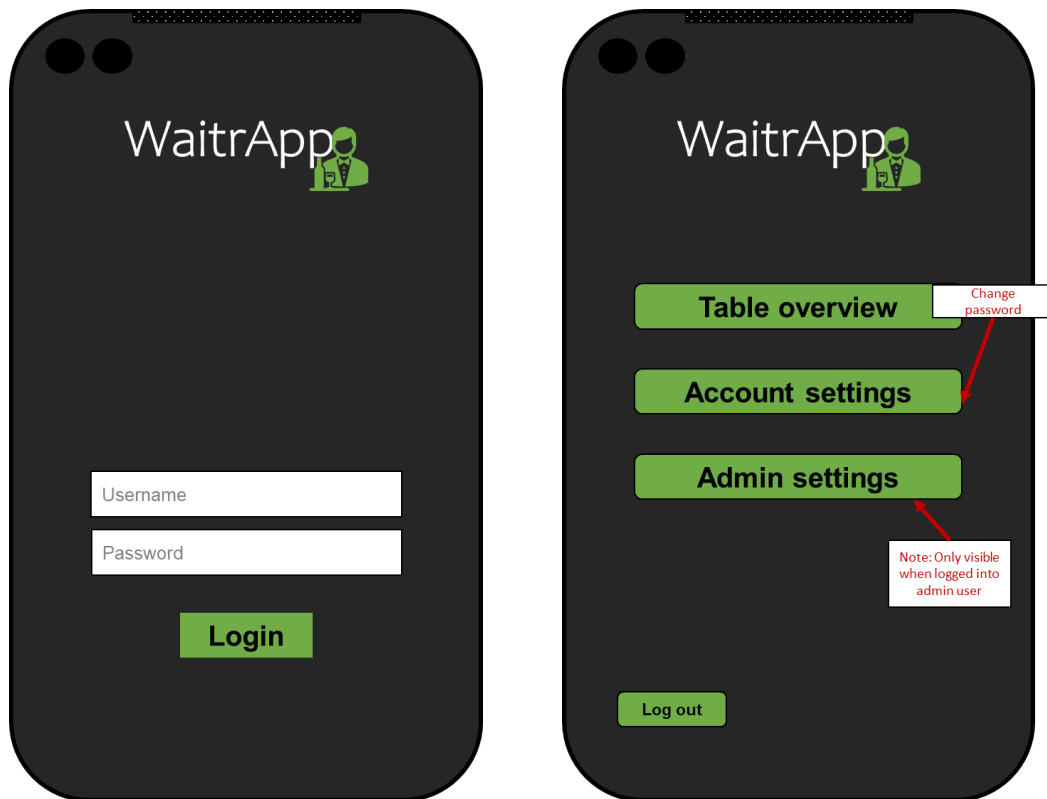 WaitrApp
Username
Password
Login
WaitrApp
Table overview
Change
password
Account settings
Admin settings
Note: Only visible
when logged into
admin user
Log out